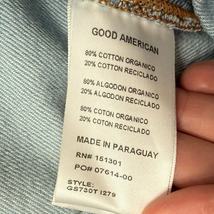 GOOD AMERICAN
80% COTTON ORGANICO
20% COTTON RECICLADO
80% ALGODON ORGANICO
20% ALGODON RECICLADO
80% COTON ORGANICO
20% COTON RECICLADO
MADE IN PARAGUAY
RN# 151301
PO# 07614-00
STYLE:
GS730T I279